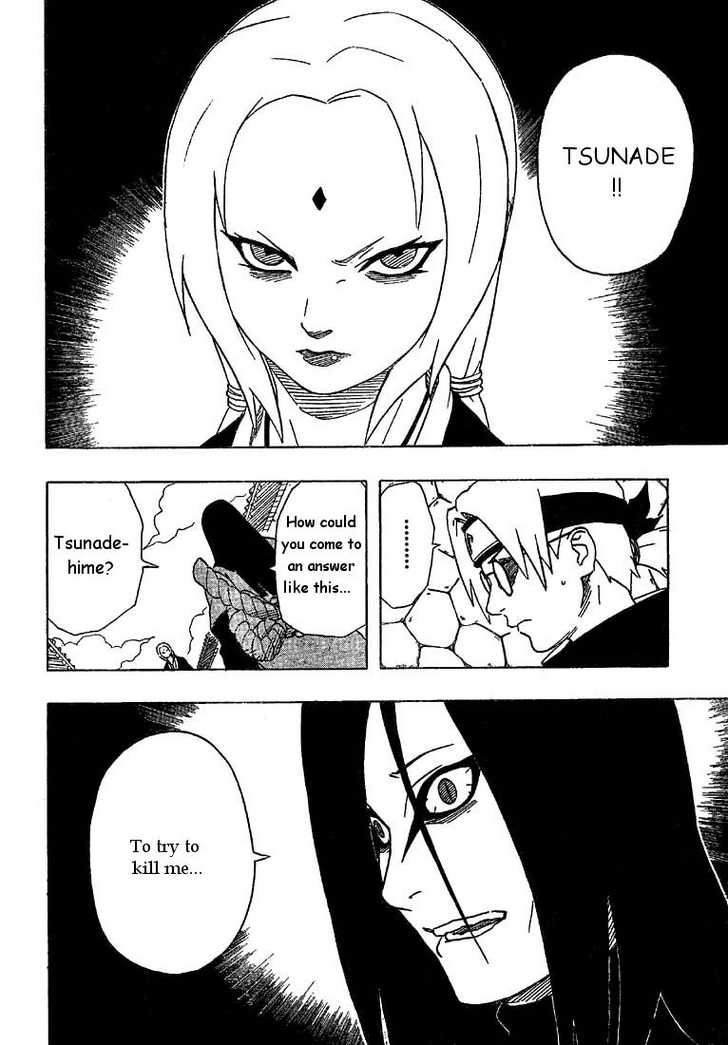 TSUNADE
!!
.........
How could
you come to
an answer
like this...
Tsunade-
hime?
To try to
kill me...